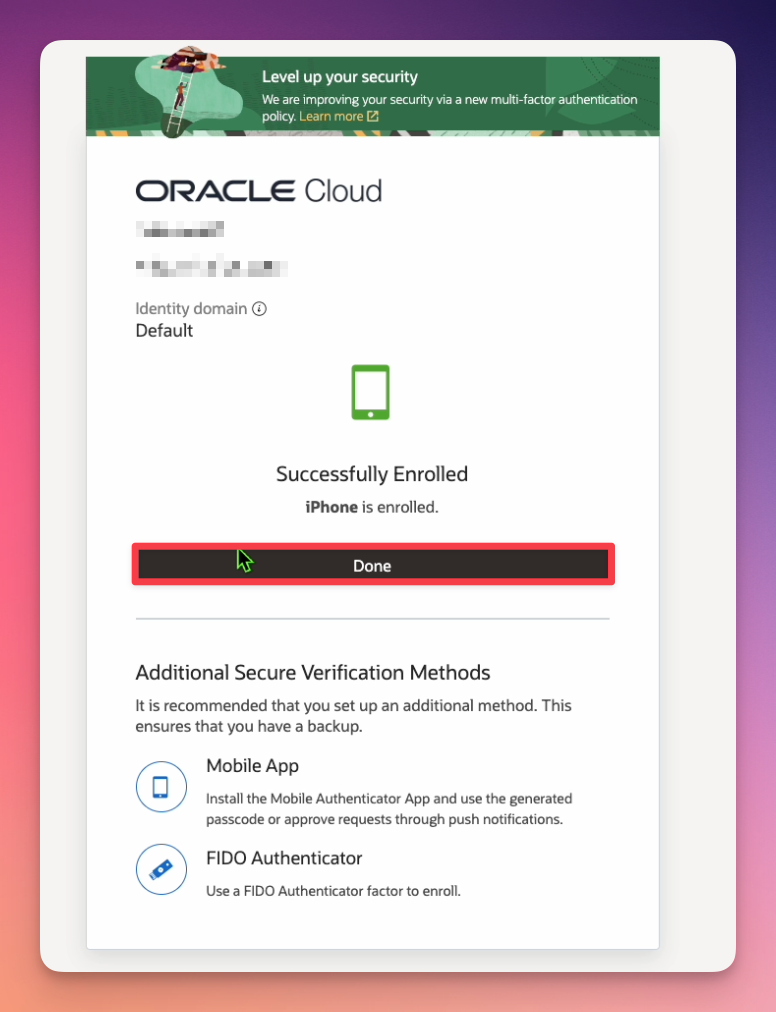 Level up your security
We are improving your security via a new multi-factor authentication
policy. Learn more
ORACLE Cloud
Identity domain
Default
Successfully Enrolled
iPhone is enrolled.
Done
Additional Secure Verification Methods
It is recommended that you set up an additional method. This
ensures that you have a backup.
Mobile App
Install the Mobile Authenticator App and use the generated
passcode or approve requests through push notifications.
FIDO Authenticator
Use a FIDO Authenticator factor to enroll.